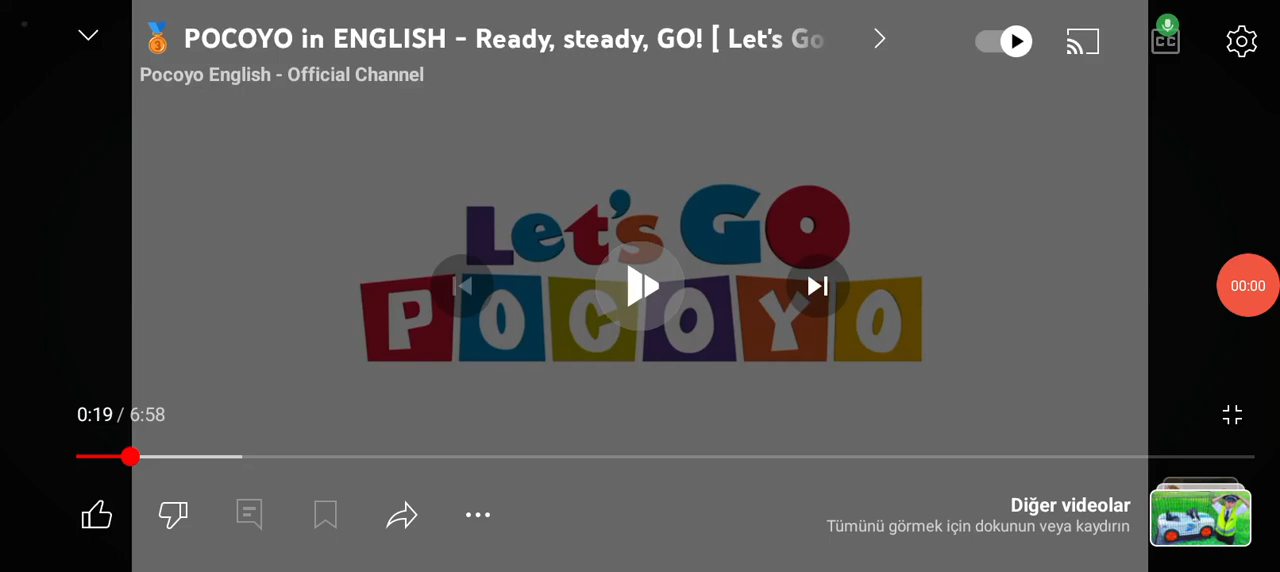 🥉 POCOYO in ENGLISH - Ready, steady, GO! [ Let's Go
Pocoyo English - Official Channel
CC
Let's GO
POCOYO
00:00
0:19 / 6:58
Diğer videolar
Tümünü görmek için dokunun veya kaydırın